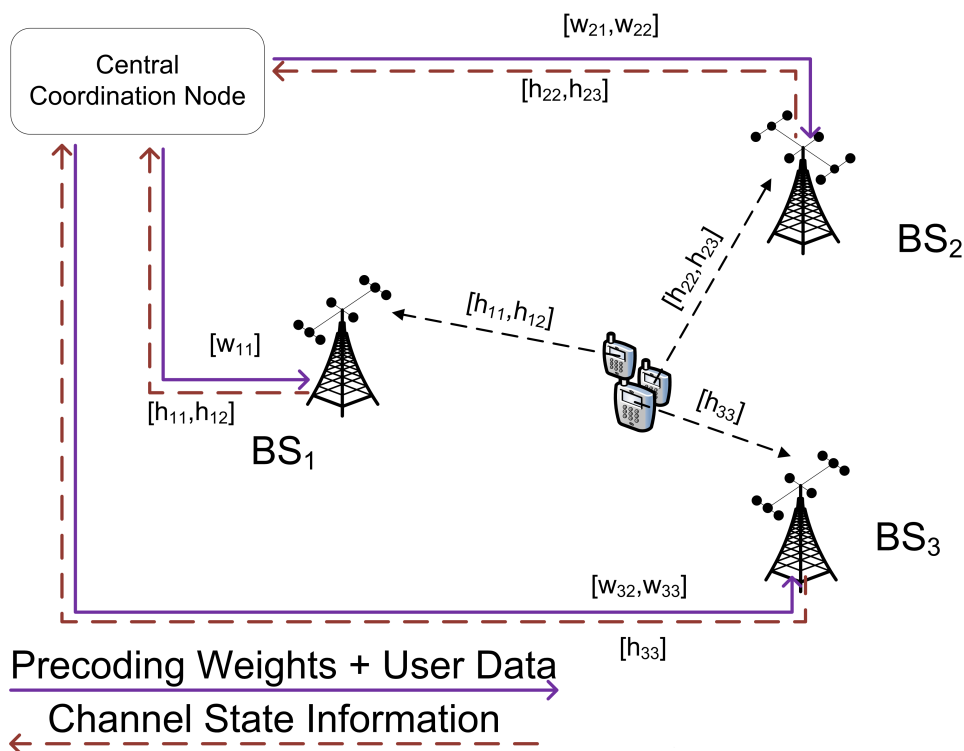 [w21,w22]
Central
Coordination Node
[h22,h23]
BS2
[h22,h23]
[h11,h12]
[w11]
[h33]
[h11,h12]
BS1
BS3
[w32,w33]
[h33]
Precoding Weights + User Data
Channel State Information